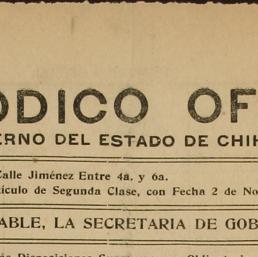 ODICO OF
ERNO DEL ESTADO DE CHIH
Calle Jiménez Entre 4a. y 6a.
tículo de Segunda Clase, con Fecha 2 de No
ABLE, LA SECRETARIA DE GOB